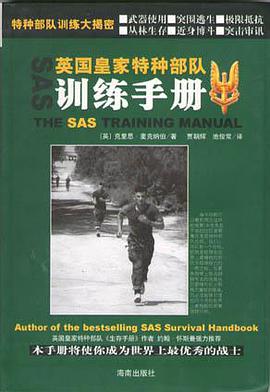 特种部队训练大揭密
■武器使用■突围逃生■极限抵抗
■丛林生存■近身搏斗■突击审讯
SAS
英国皇家特种部队
训练手册
THE SAS TRAINING MANUAL
[英] 克里思·麦克纳伯/著 贾朝辉 池俊常/译
Author of the bestselling SAS Survival Handbook
英国皇家特种部队《生存手册》作者 约翰·怀斯曼强力推荐
本手册将使你成为世界上最优秀的战士
海南出版社